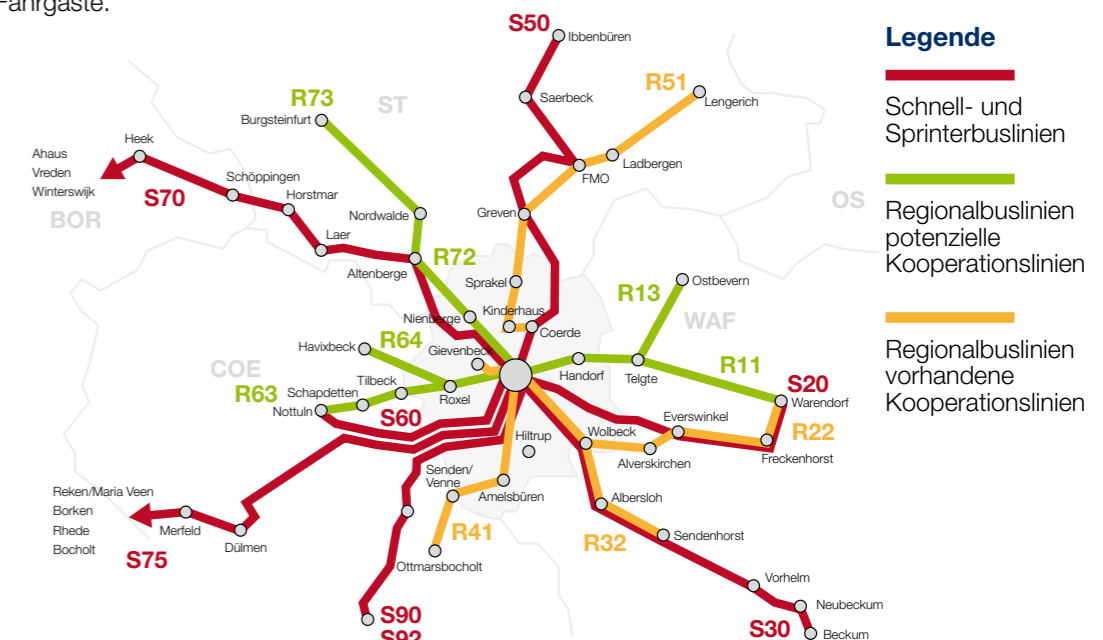 Fahrgäste.
S50
Ibbenbüren
R51
Lengerich
R73
ST
Saerbeck
Burgsteinfurt
Heek
Ladbergen
FMO
Ahaus
Vreden
Winterswijk
S70
Schöppingen
Horstmar
BOR
Nordwalde
Greven
OS
Laer
Altenberge
R72
Sprakel
Ostbevern
R13
Kinderhaus
WAF
Nienberge
Coerde
Havixbeck
R64
Gievenbeck
COE
Handorf
Telgte
R11
Tilbeck
Roxel
S20
R63
Schapdetten
Nottuln
S60
Warendorf
Everswinkel
R22
Wolbeck
Hiltrup
Alverskirchen
Freckenhorst
Senden/
Venne
Amelsbüren
Albersloh
Reken/Maria Veen
Borken
Rhede
Bocholt
Merfeld
Dülmen
S75
R41
R32
Sendenhorst
Ottmarsbocholt
Vorhelm
Neubeckum
S90
S92
S30
Beckum
Legende
Schnell- und
Sprinterbuslinien
Regionalbuslinien
potenzielle
Kooperationslinien
Regionalbuslinien
vorhandene
Kooperationslinien